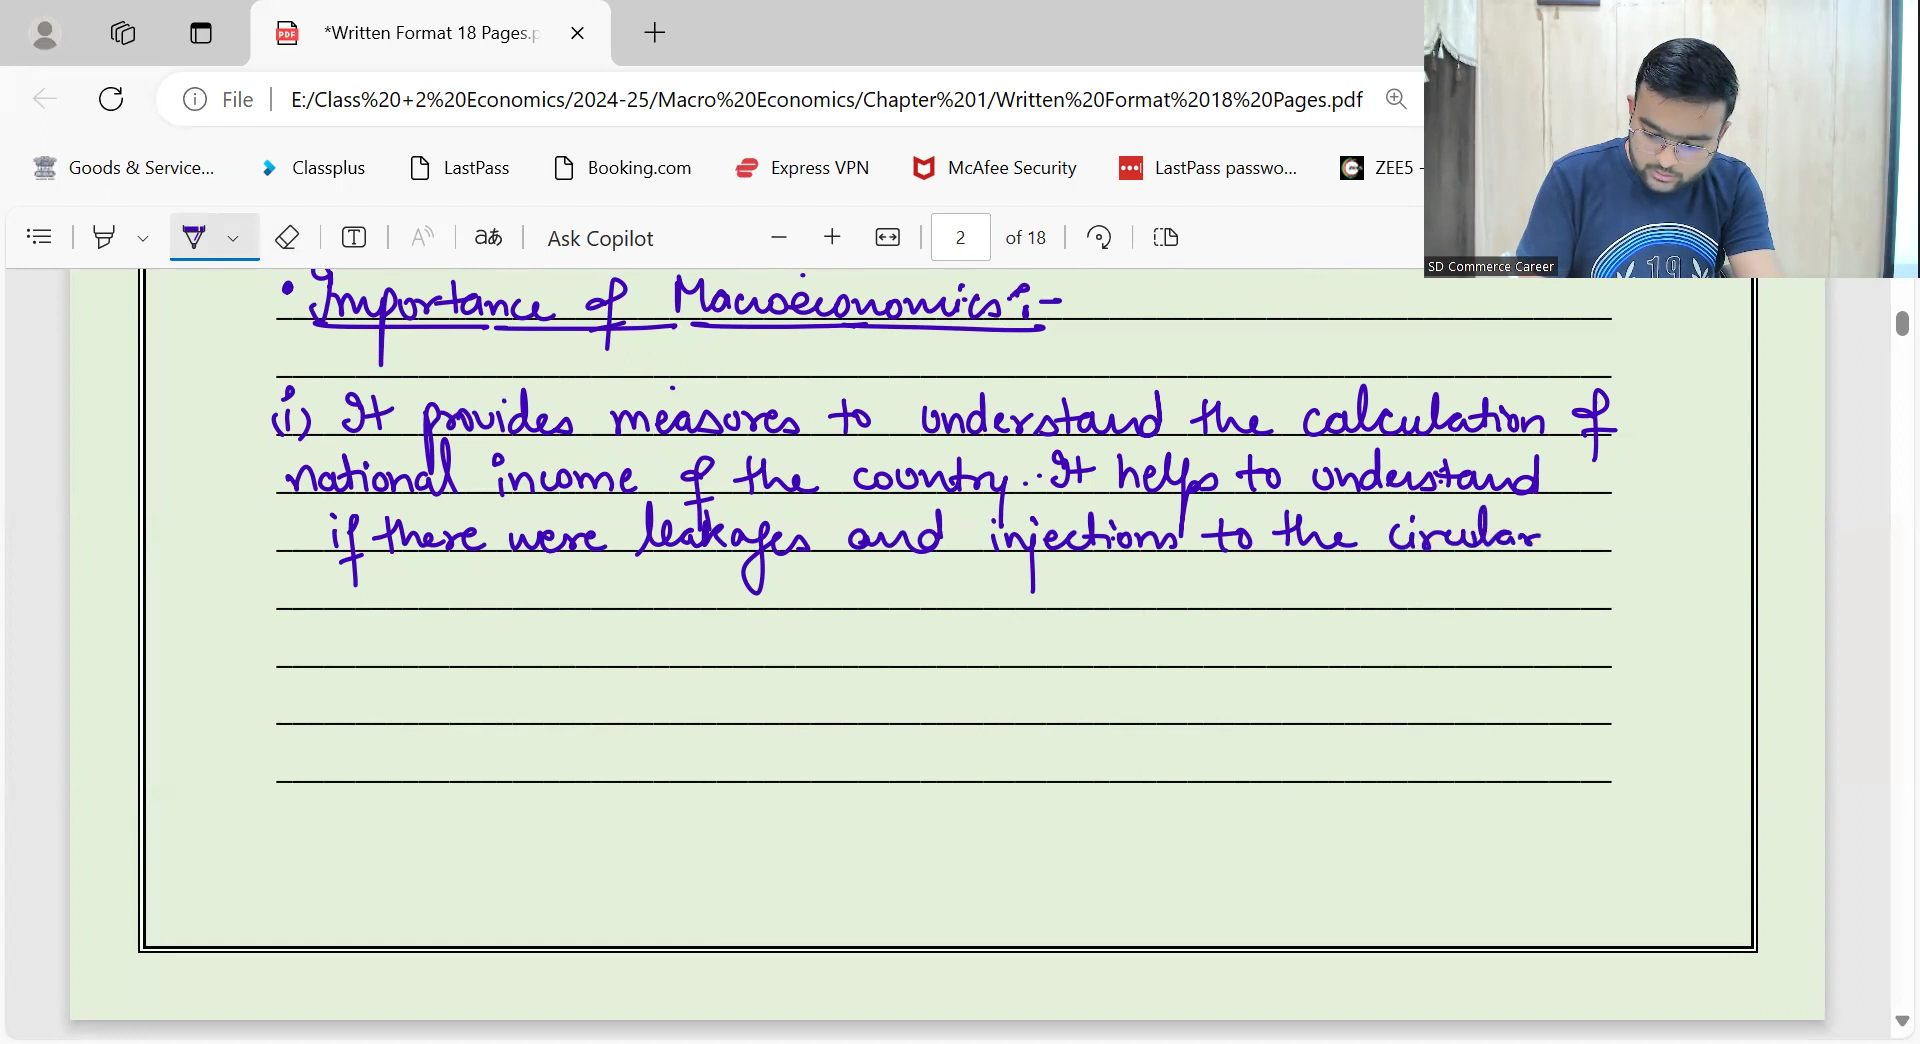 *Written Format 18 Pages.p
File
E:/Class%20+2%20Economics/2024-25/Macro%20Economics/Chapter%201/Written%20Format%2018%20Pages.pdf
Goods & Service... Classplus LastPass Booking.com Express VPN McAfee Security LastPass passwo... ZEE5 -
Ask Copilot 2 of 18
19
SD Commerce Career
• Importance of Macroeconomics :-
(i) It provides measures to understand the calculation of
national income of the country. It helps to understand
if there were leakages and injections to the circular